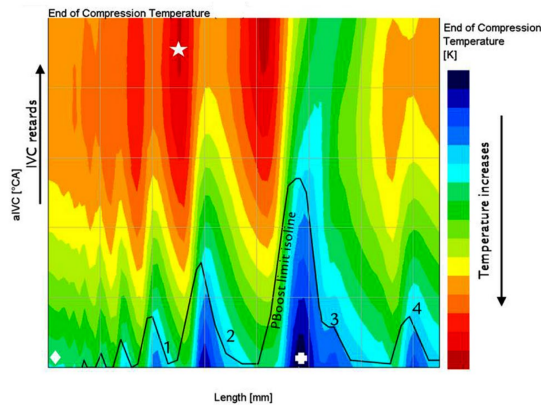 End of Compression Temperature
End of Compression
Temperature
[K]
IVC retards
aIVC [°CA]
Temperature increases
PBoost limit isoline
1
2
3
4
Length [mm]